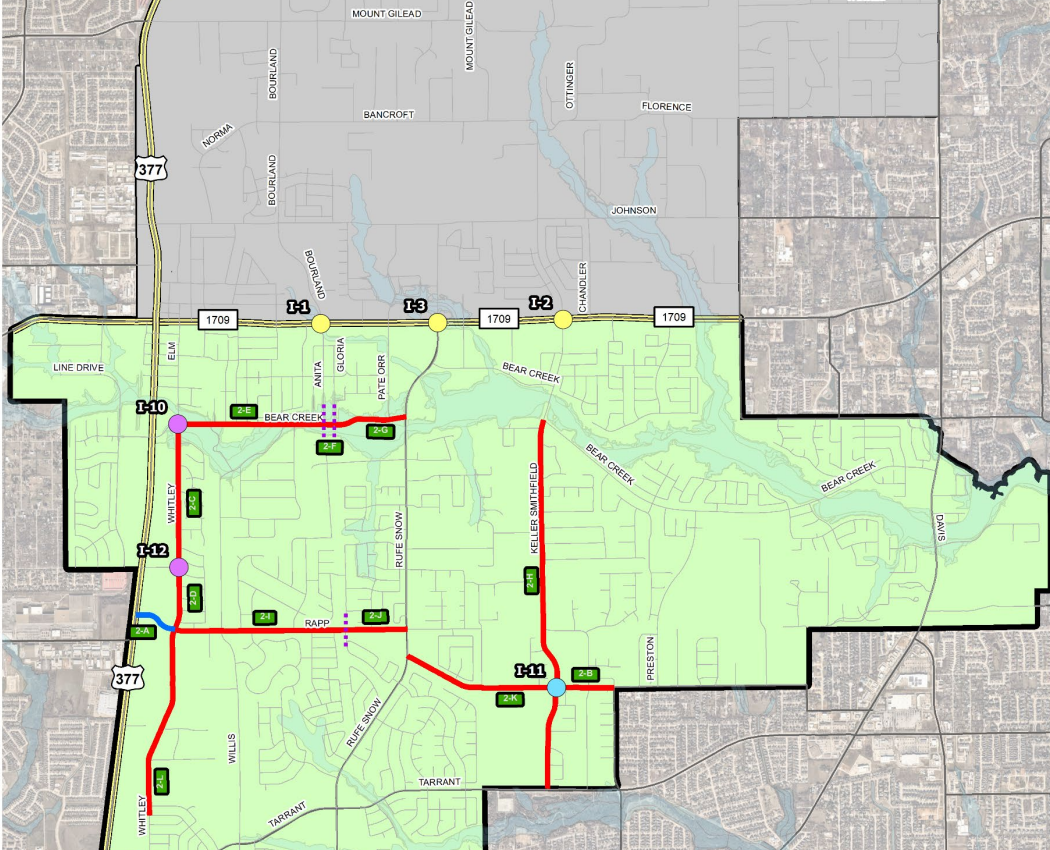 MOUNT GILEAD
MOUNT GILEAD
BOURLAND
OTTINGER
FLORENCE
BANCROFT
NORMA
377
BOURLAND
JOHNSON
BOURLAND
CHANDLER
I-1
I-3
I-2
1709
1709
1709
ELM
GLORIA
ANITA
PATE ORR
LINE DRIVE
BEAR CREEK
I-10
2-E
BEAR CREEK
2-G
2-F
BEAR CREEK
BEAR CREEK
WHITLEY
2-C
KELLER SMITHFIELD
RUFE SNOW
DAVIS
I-12
2-H
2-D
2-I
2-J
RAPP
2-A
PRESTON
377
I-11
2-B
2-K
RUFE SNOW
WILLIS
2-L
TARRANT
WHITLEY
TARRANT